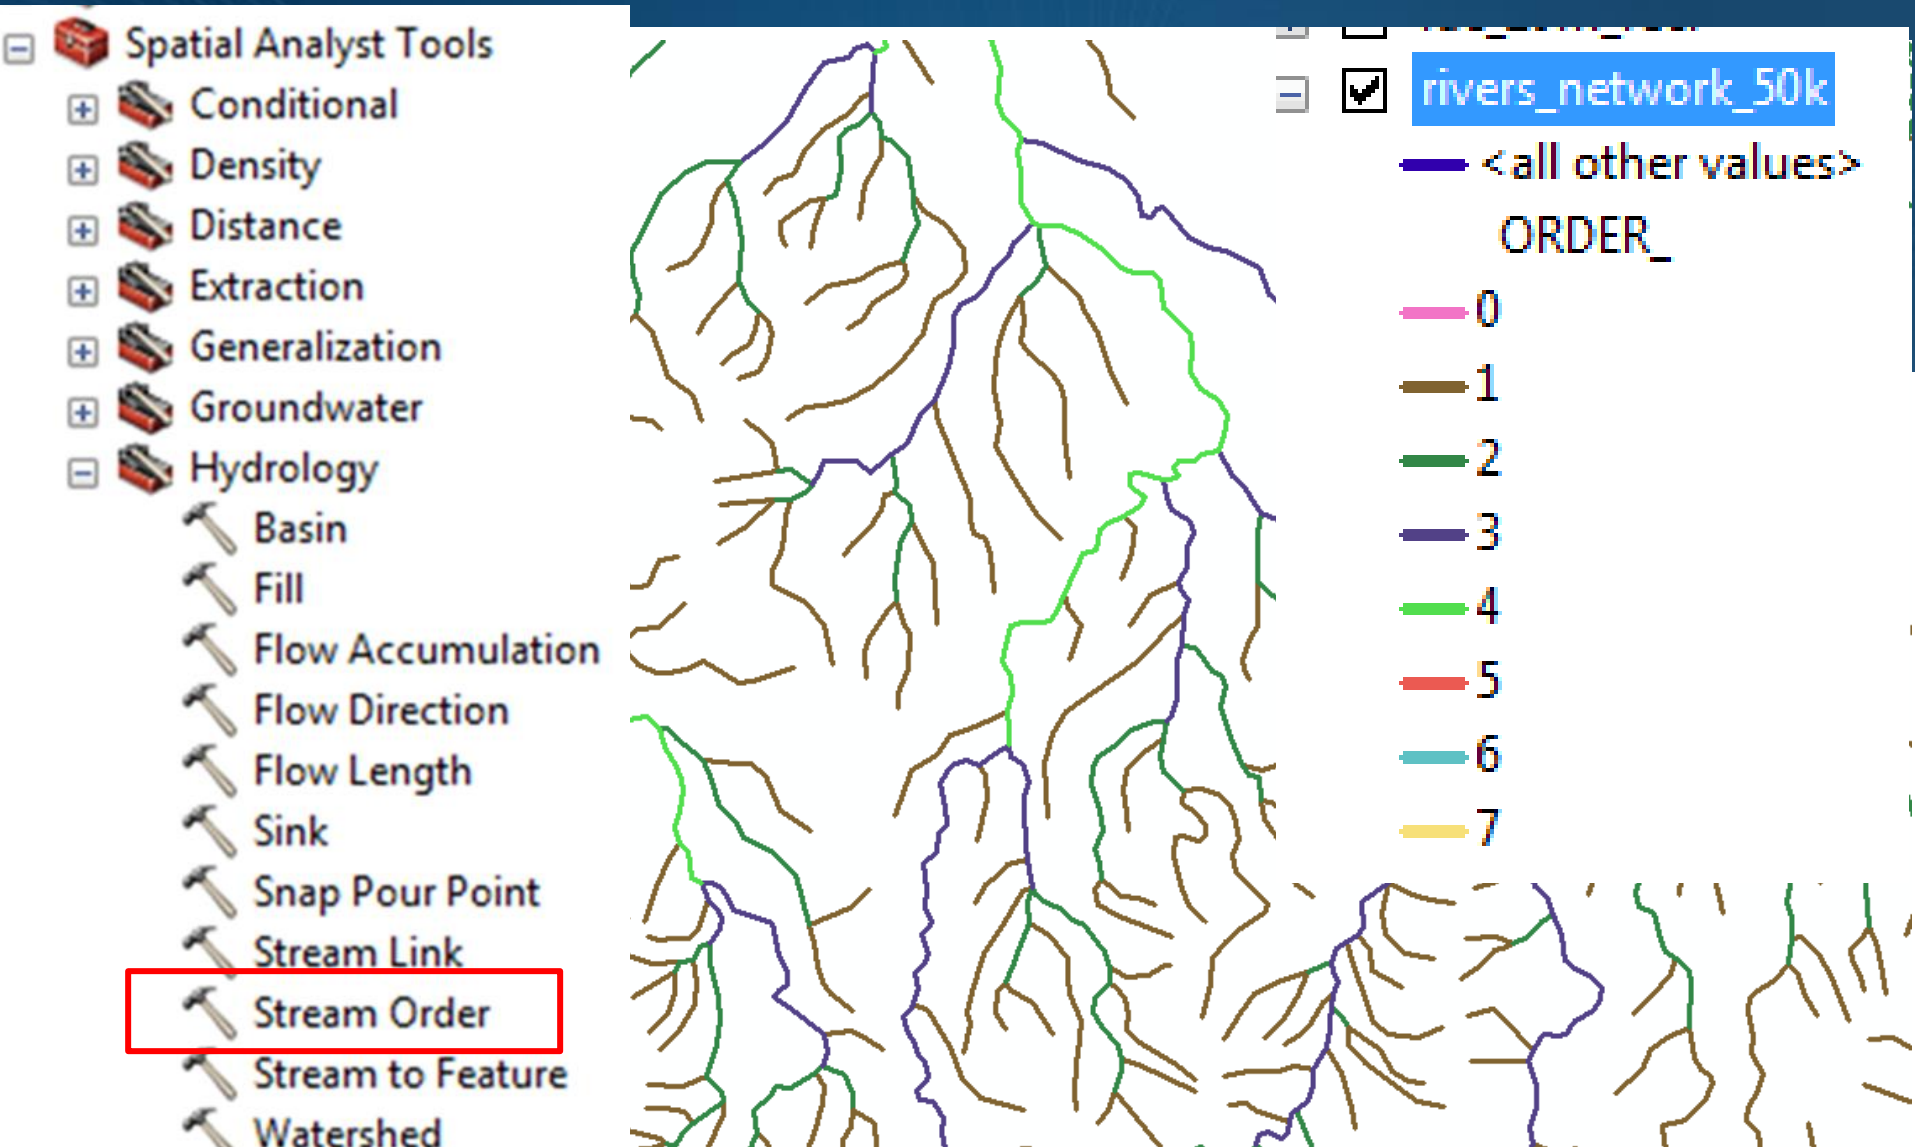 Spatial Analyst Tools
Conditional
Density
Distance
Extraction
Generalization
Groundwater
Hydrology
Basin
Fill
Flow Accumulation
Flow Direction
Flow Length
Sink
Snap Pour Point
Stream Link
Stream Order
Stream to Feature
Watershed
rivers_network_50k
<all other values>
ORDER_
0
1
2
3
4
5
6
7